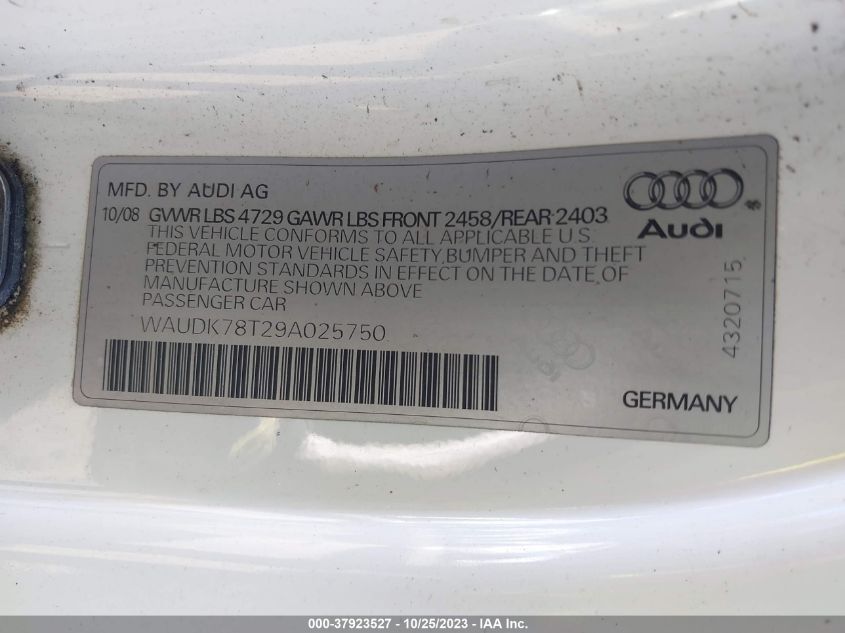 MFD. BY AUDI AG
10/08 GVWR LBS 4729 GAWR LBS FRONT 2458/REAR 2403
THIS VEHICLE CONFORMS TO ALL APPLICABLE U.S.
FEDERAL MOTOR VEHICLE SAFETY,BUMPER AND THEFT
PREVENTION STANDARDS IN EFFECT ON THE DATE OF
MANUFACTURE SHOWN ABOVE
PASSENGER CAR
WAUDK78T29A025750
Audi
4320715
GERMANY
000-37923527 - 10/25/2023 - IAA Inc.